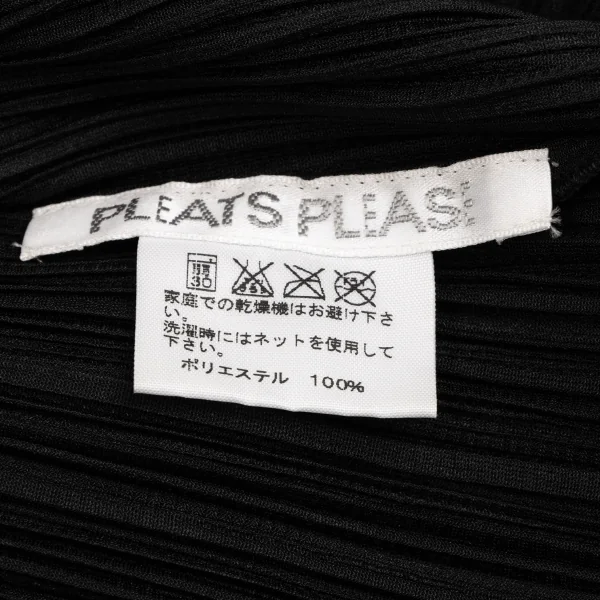 PLEATS PLEASE
家庭での乾燥機はお避け下さ
い。
洗濯時にはネットを使用して
下さい。
ポリエステル 100%